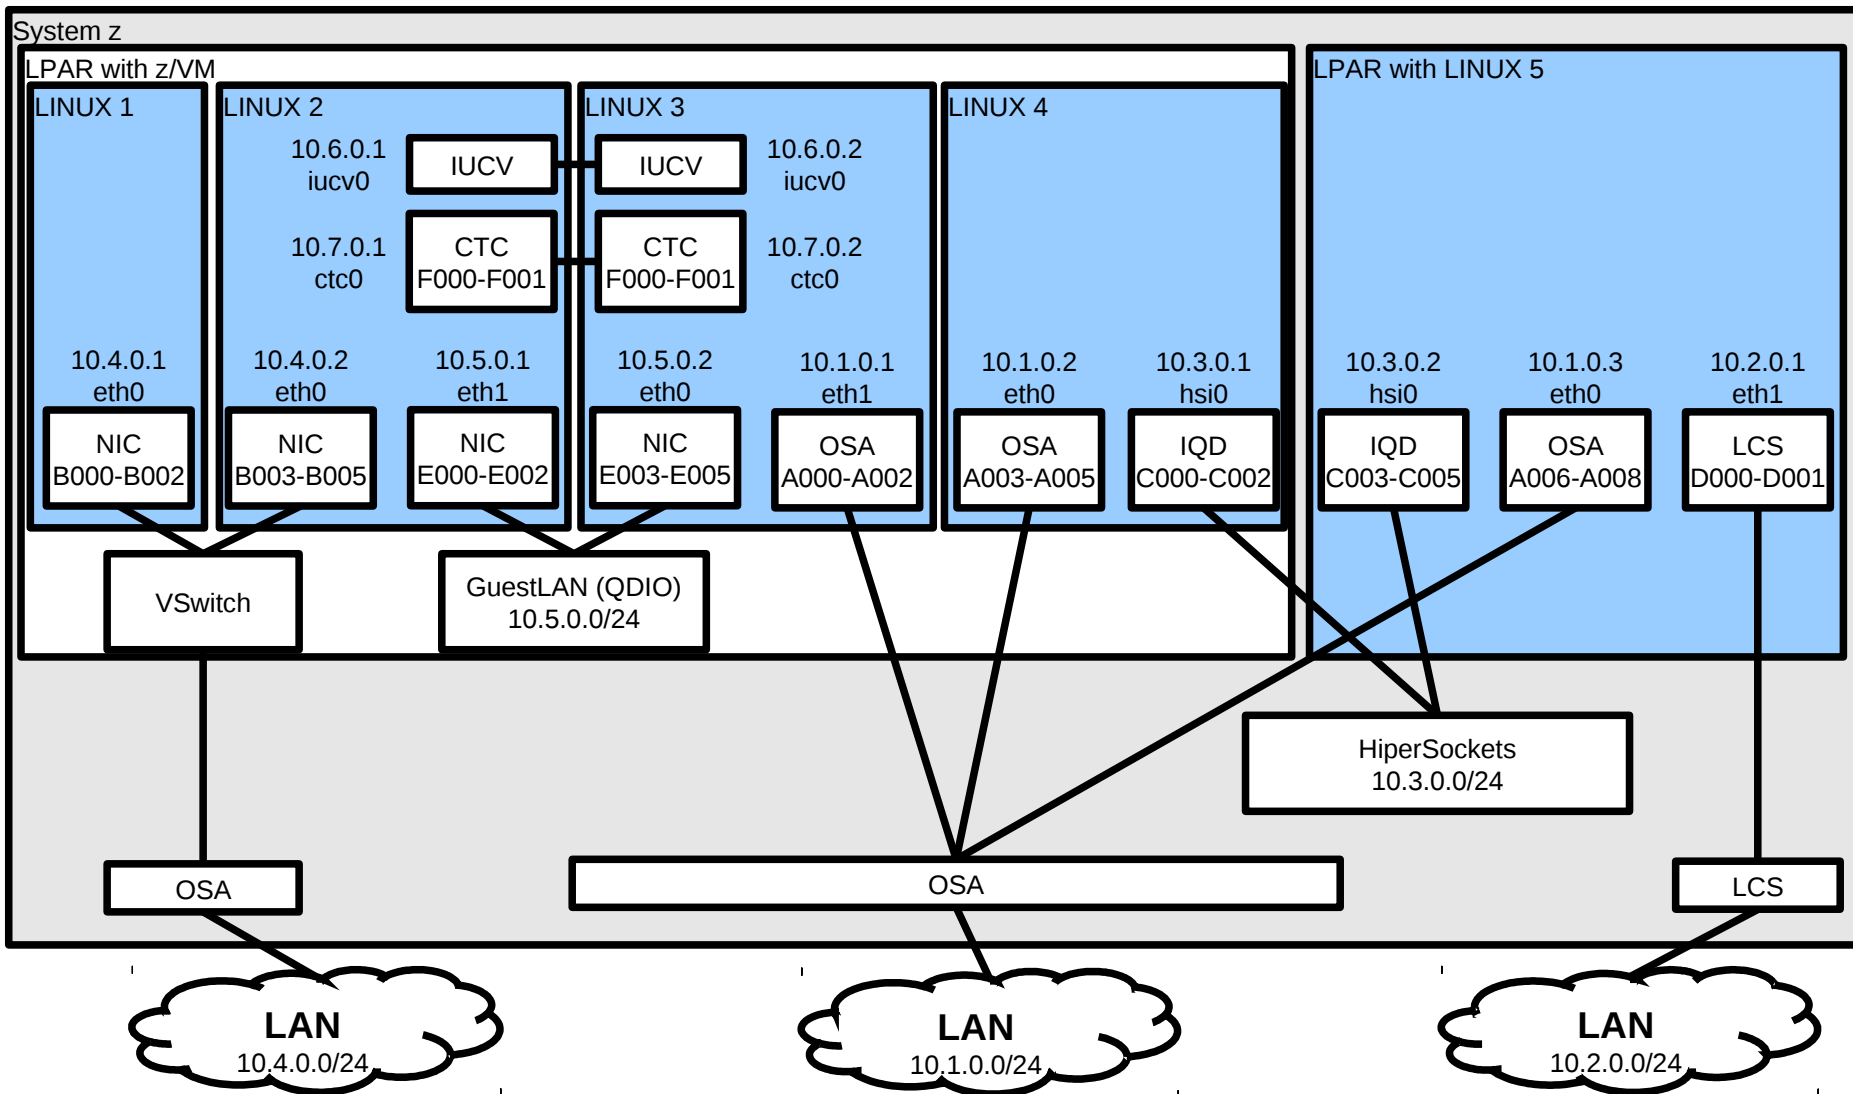 System z
LPAR with z/VM
LPAR with LINUX 5
LINUX 1
LINUX 2
LINUX 3
LINUX 4
10.6.0.1
iucv0
IUCV
IUCV
10.6.0.2
iucv0
10.7.0.1
ctc0
CTC
F000-F001
CTC
F000-F001
10.7.0.2
ctc0
10.4.0.1
eth0
10.4.0.2
eth0
10.5.0.1
eth1
10.5.0.2
eth0
10.1.0.1
eth1
10.1.0.2
eth0
10.3.0.1
hsi0
10.3.0.2
hsi0
10.1.0.3
eth0
10.2.0.1
eth1
NIC
B000-B002
NIC
B003-B005
NIC
E000-E002
NIC
E003-E005
OSA
A000-A002
OSA
A003-A005
IQD
C000-C002
IQD
C003-C005
OSA
A006-A008
LCS
D000-D001
VSwitch
GuestLAN (QDIO)
10.5.0.0/24
HiperSockets
10.3.0.0/24
OSA
OSA
LCS
LAN
10.4.0.0/24
LAN
10.1.0.0/24
LAN
10.2.0.0/24